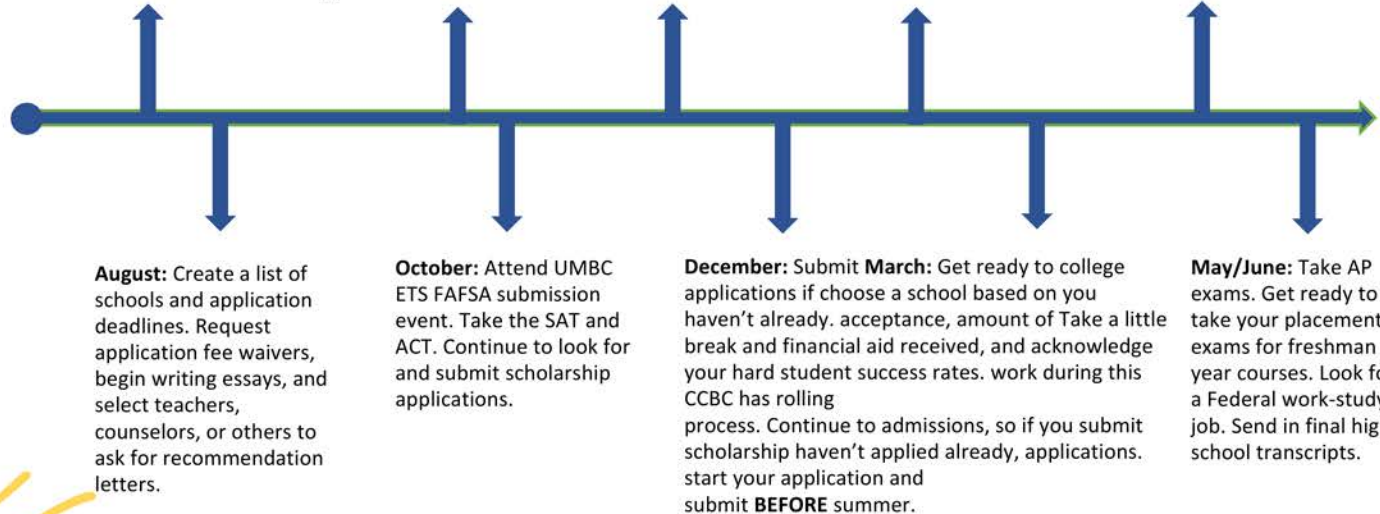 August: Create a list of
schools and application
deadlines. Request
application fee waivers,
begin writing essays, and
select teachers,
counselors, or others to
ask for recommendation
letters.
October: Attend UMBC
ETS FAFSA submission
event. Take the SAT and
ACT. Continue to look for
and submit scholarship
applications.
December: Submit March: Get ready to college
applications if choose a school based on you
haven’t already. acceptance, amount of Take a little
break and financial aid received, and acknowledge
your hard student success rates. work during this
CCBC has rolling
process. Continue to admissions, so if you submit
scholarship haven’t applied already, applications.
start your application and
submit BEFORE summer.
May/June: Take AP
exams. Get ready to
take your placement
exams for freshman
year courses. Look
a Federal work-study
job. Send in final
school transcripts.